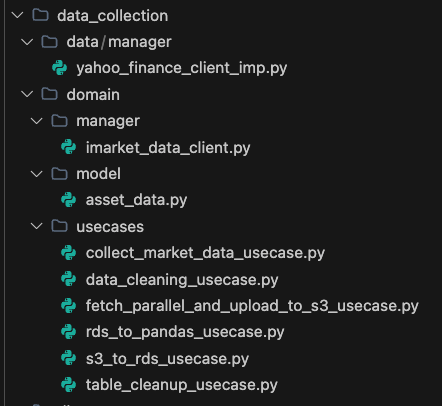 data_collection
data/manager
yahoo_finance_client_imp.py
domain
manager
imarket_data_client.py
model
asset_data.py
usecases
collect_market_data_usecase.py
data_cleaning_usecase.py
fetch_parallel_and_upload_to_s3_usecase.py
rds_to_pandas_usecase.py
s3_to_rds_usecase.py
table_cleanup_usecase.py